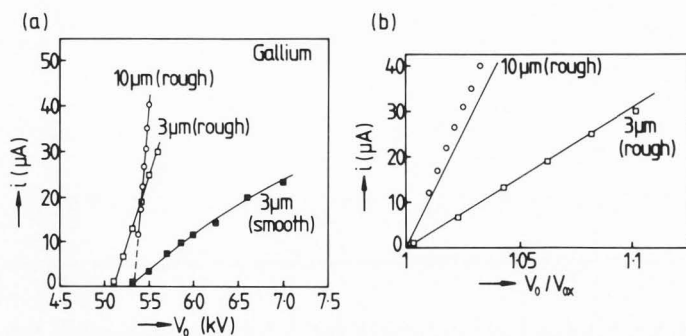 (a)
50
40
30
20
10
0
i (µA)
Gallium
10µm(rough)
3µm(rough)
3µm
(smooth)
4·5 5·0 5·5 6·0 6·5 7·0
V₀ (kV)
(b)
40
30
20
10
0
i (µA)
10µm(rough)
3µm
(rough)
1 1·05 1·1
V₀/V₀ₓ